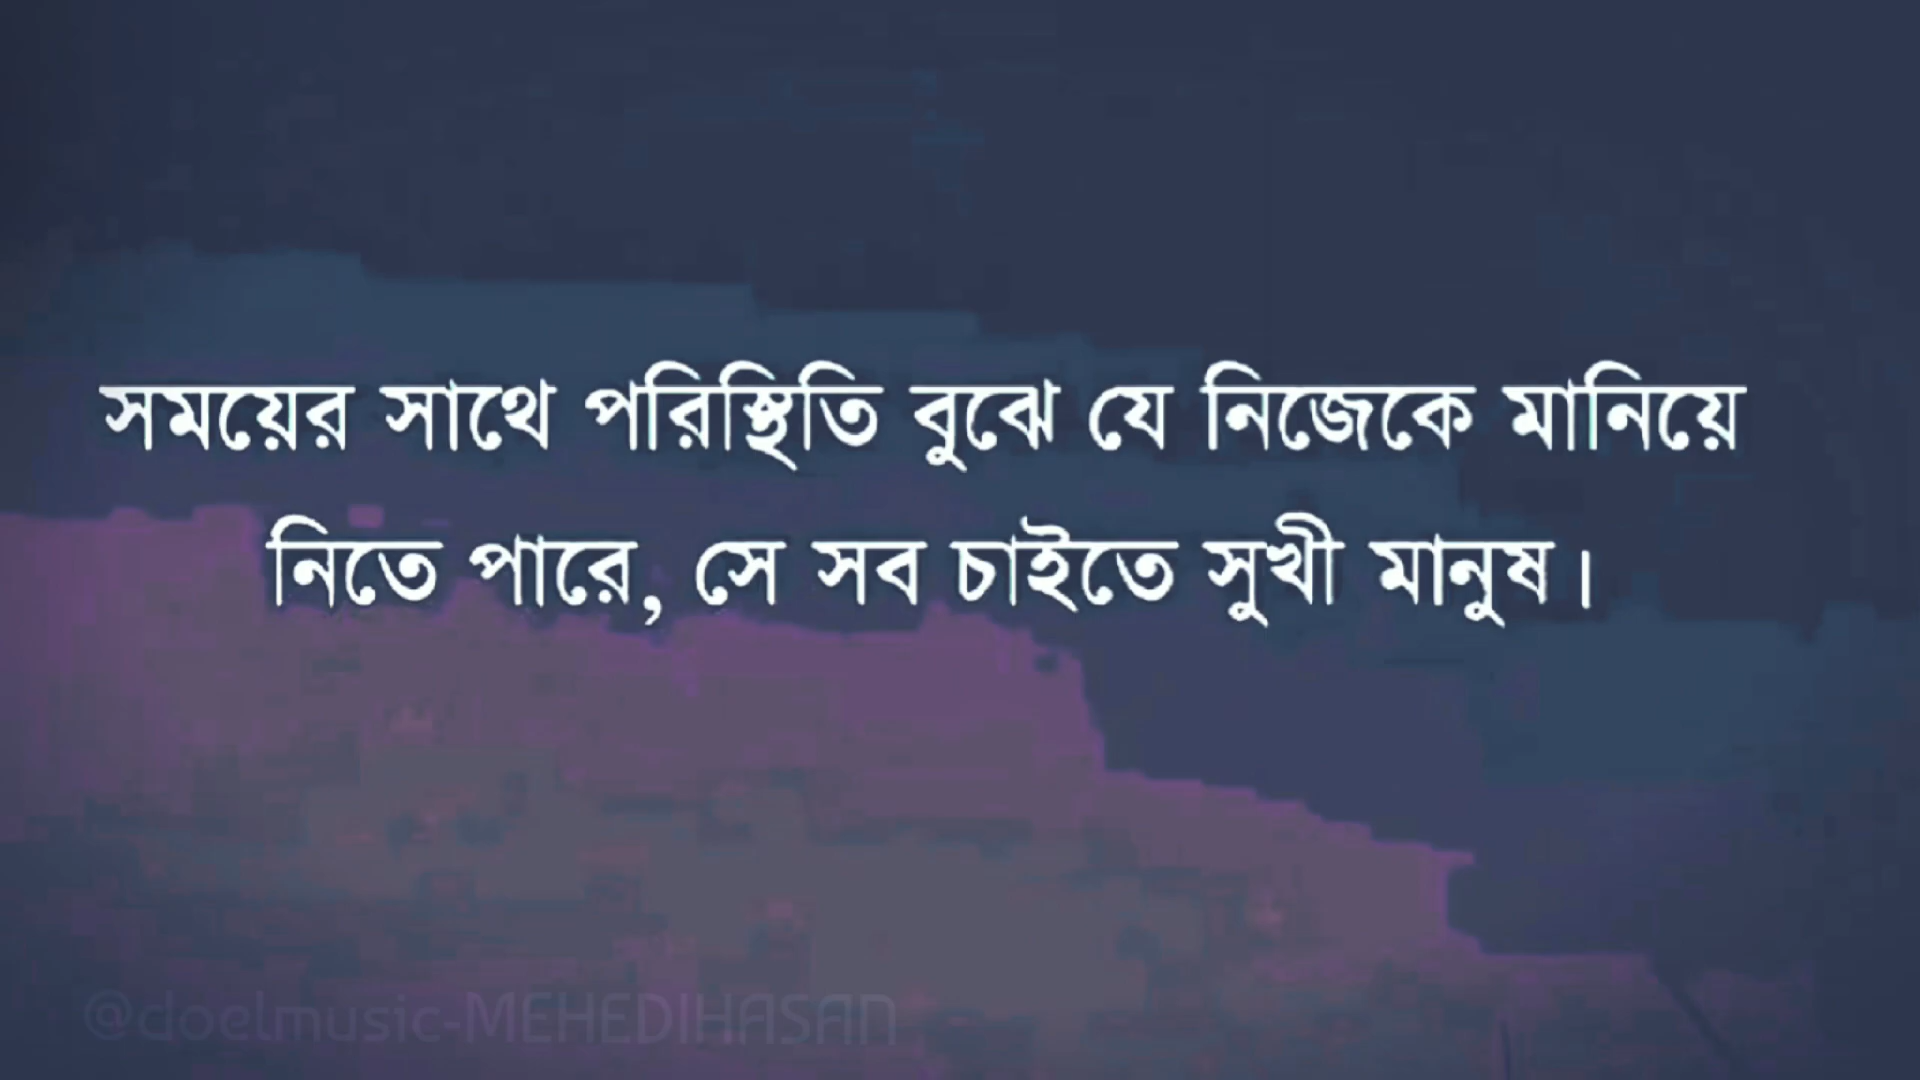 সময়ের সাথে পরিস্থিতি বুঝে যে নিজেকে মানিয়ে
নিতে পারে, সে সব চাইতে সুখী মানুষ।
@doelmusic-MEHEDIHASAN